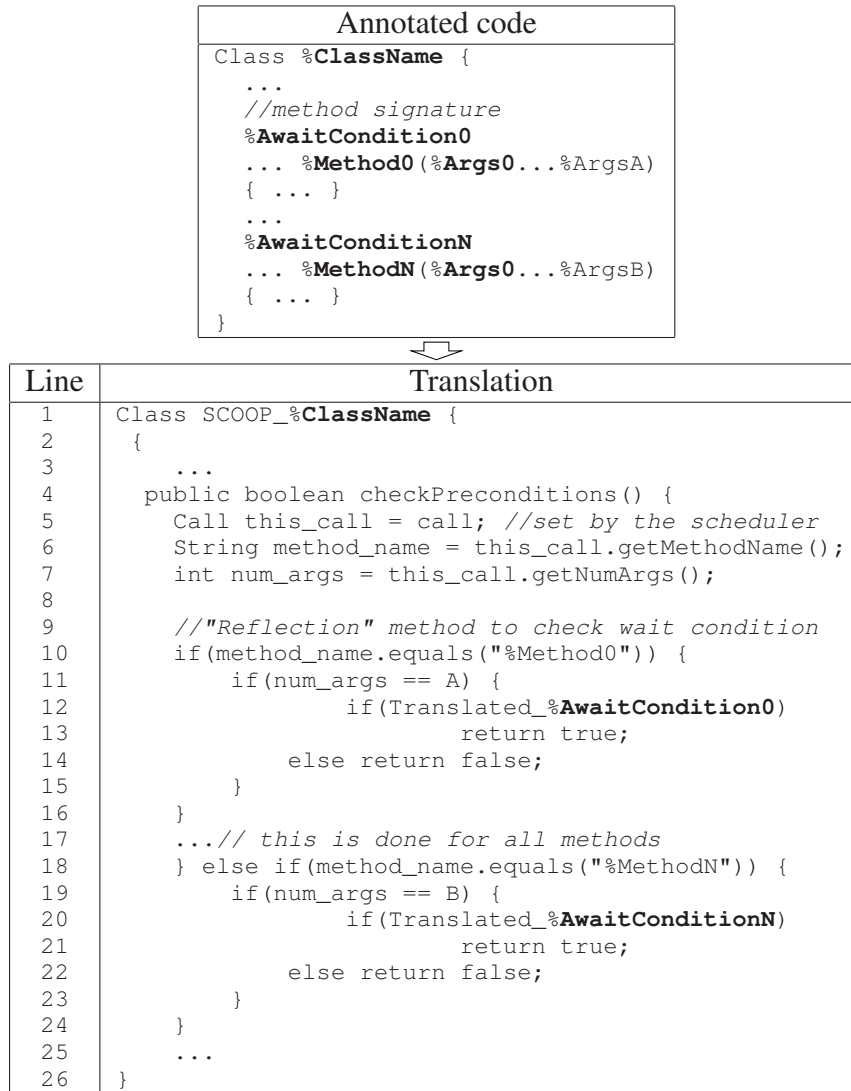 Annotated code
Class %ClassName {
...
//method signature
%AwaitCondition0
... %Method0(%Args0...%ArgsA)
{ ... }
...
%AwaitConditionN
... %MethodN(%Args0...%ArgsB)
{ ... }
}
Line Translation
1 Class SCOOP_%ClassName {
2 {
3 ...
4 public boolean checkPreconditions() {
5 Call this_call = call; //set by the scheduler
6 String method_name = this_call.getMethodName();
7 int num_args = this_call.getNumArgs();
8
9 //"Reflection" method to check wait condition
10 if(method_name.equals("%Method0")) {
11 if(num_args == A) {
12 if(Translated_%AwaitCondition0)
13 return true;
14 else return false;
15 }
16 }
17 ...// this is done for all methods
18 } else if(method_name.equals("%MethodN")) {
19 if(num_args == B) {
20 if(Translated_%AwaitConditionN)
21 return true;
22 else return false;
23 }
24 }
25 ...
26 }